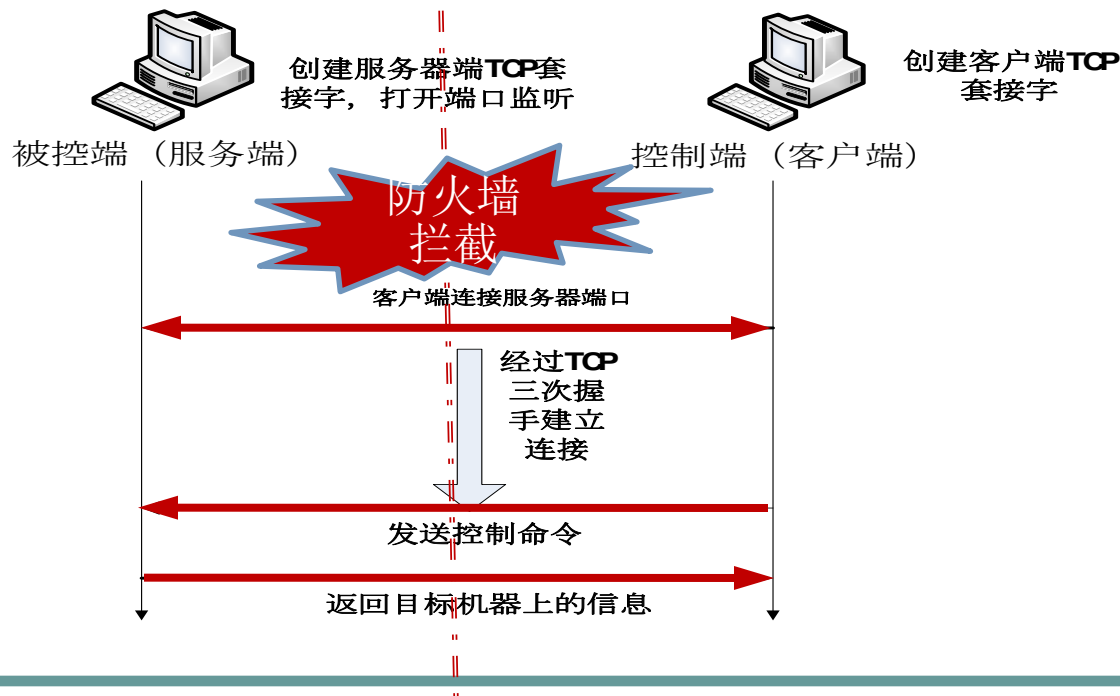 创建服务器端TCP套
接字，打开端口监听
创建客户端TCP
套接字
被控端（服务端）
控制端（客户端）
防火墙
拦截
客户端连接服务器端口
经过TCP
三次握
手建立
连接
发送控制命令
返回目标机器上的信息